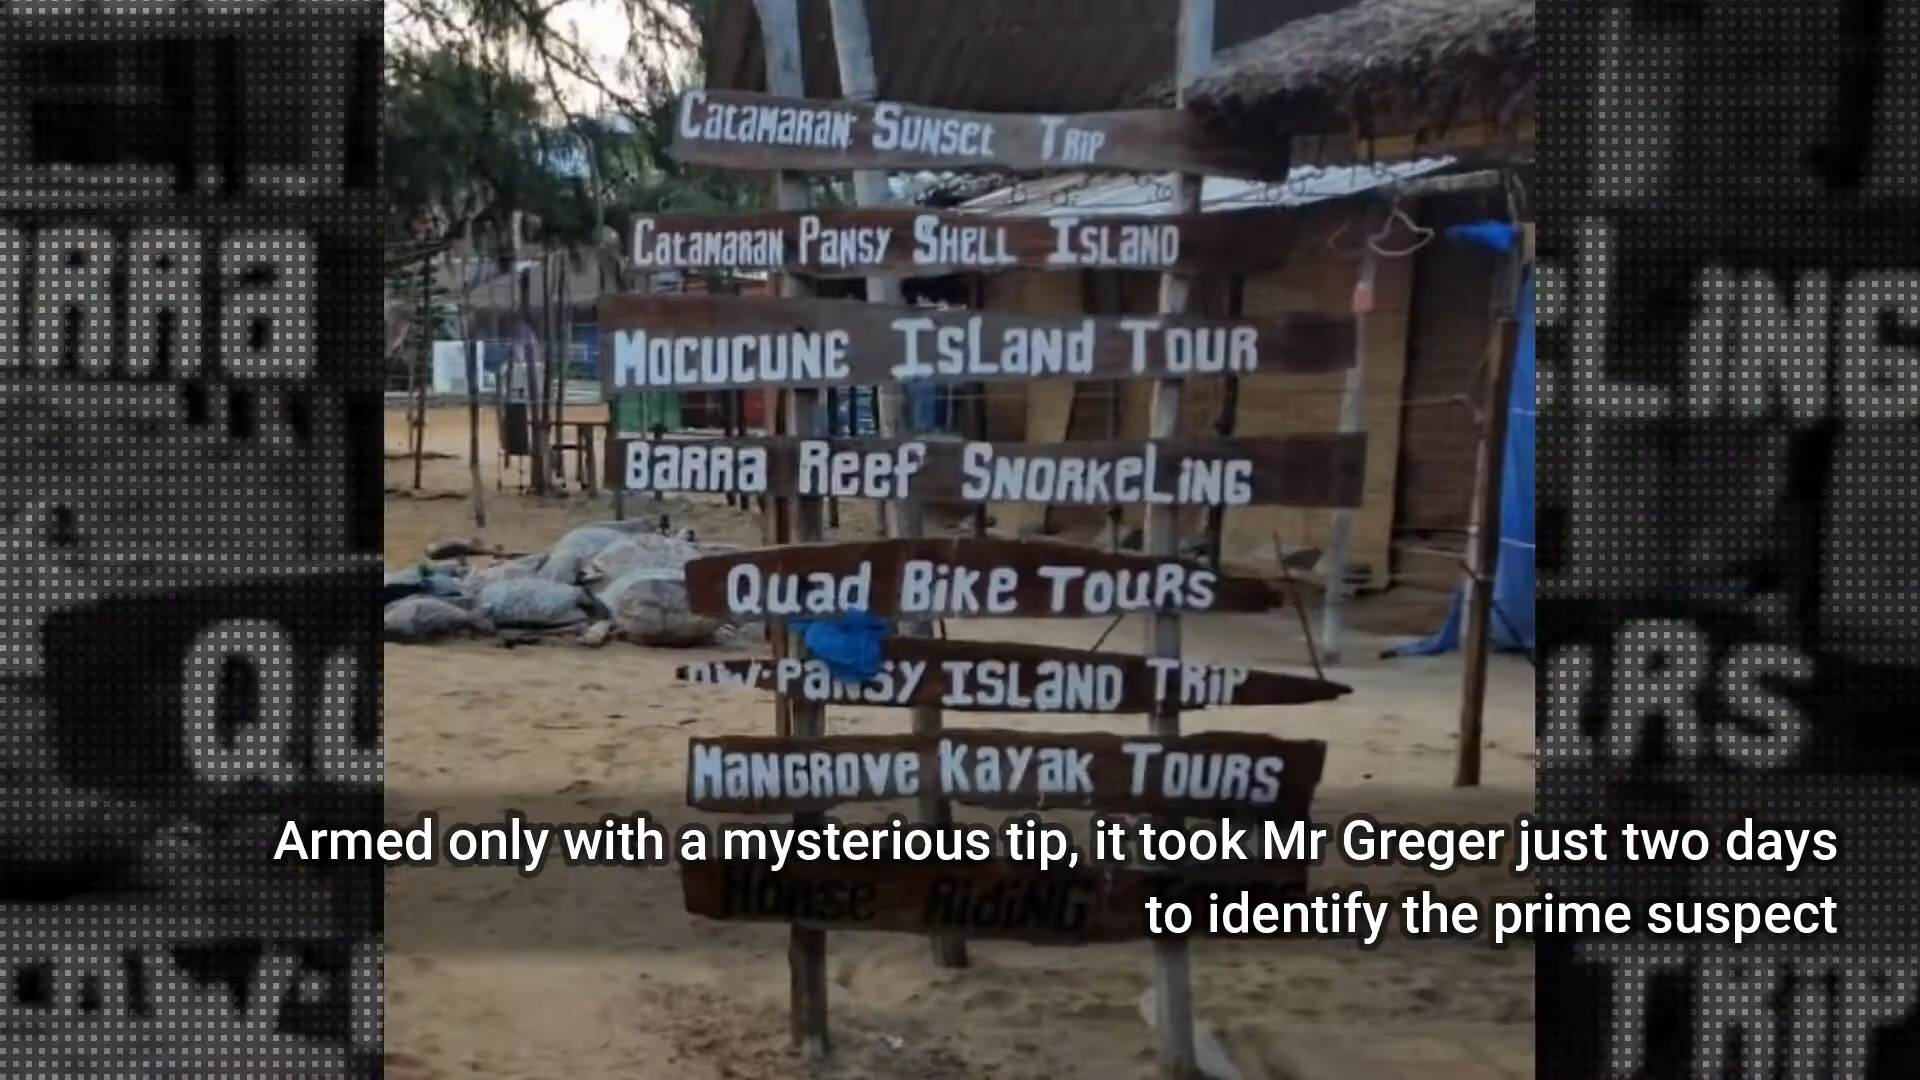 Catamaran Sunset Trip
Catamaran Pansy Shell Island
Mocucune Island Tour
Barra Reef Snorkeling
Quad Bike Tours
Pansy Island Trip
Mangrove Kayak Tours
Armed only with a mysterious tip, it took Mr Greger just two days
Horse Riding
to identify the prime suspect